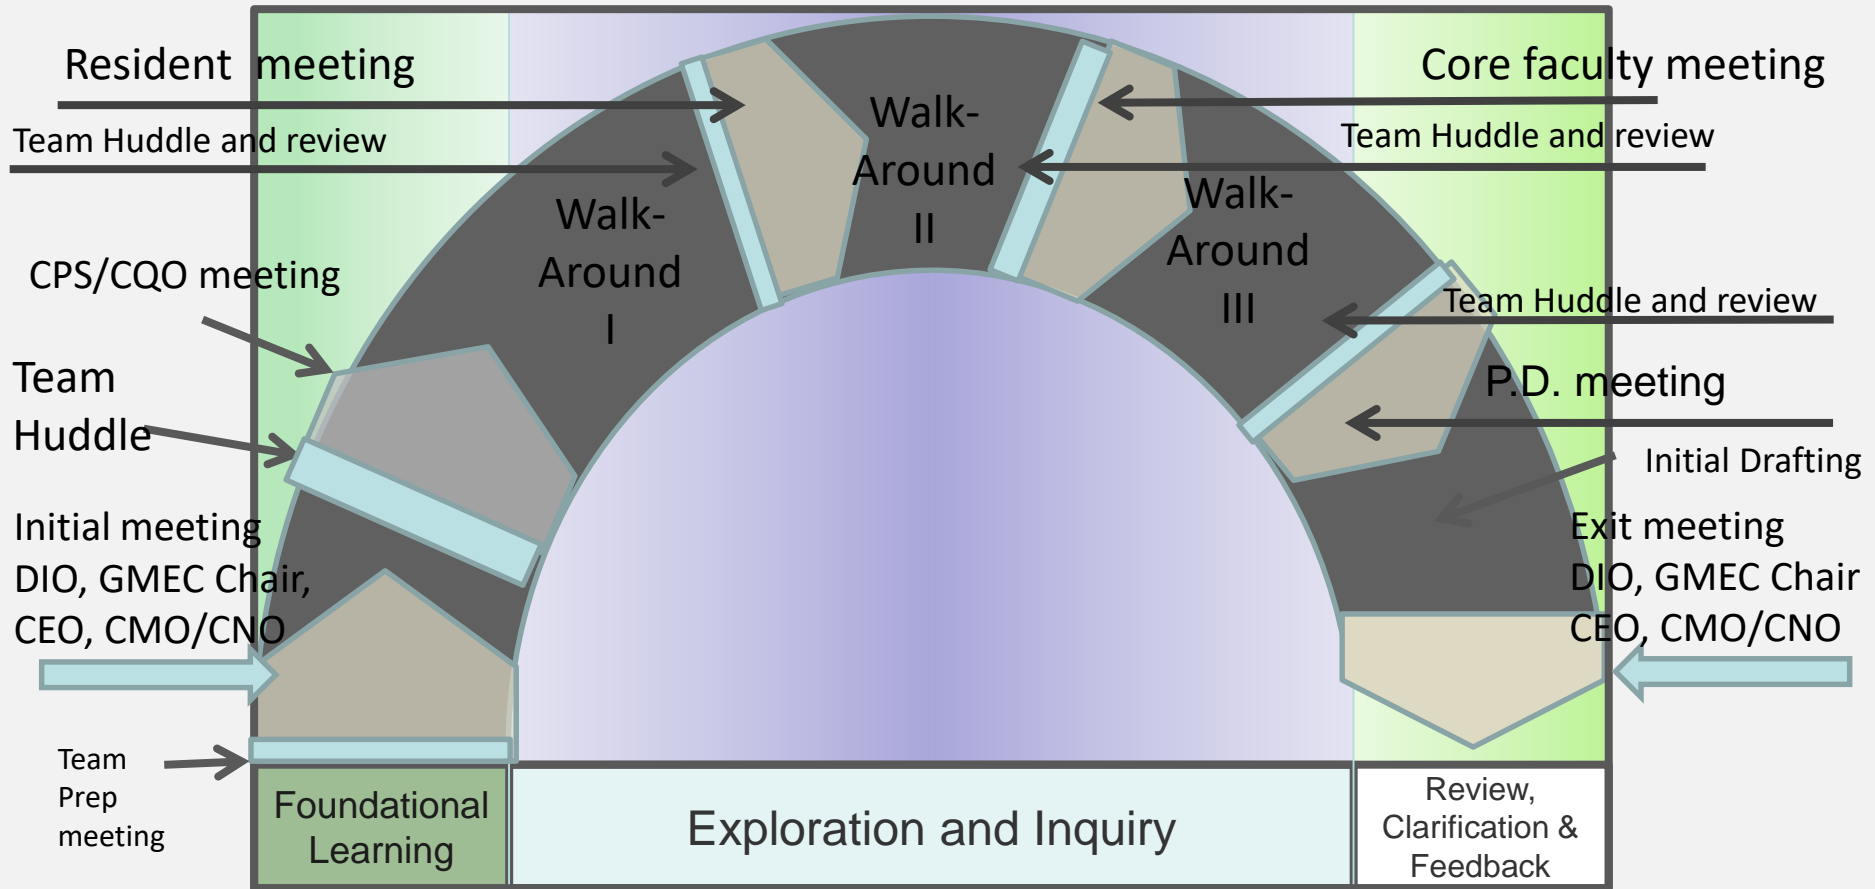 Resident meeting
Team Huddle and review
CPS/CQO meeting
Team
Huddle
Initial meeting
DIO, GMEC Chair,
CEO, CMO/CNO
Team
Prep
meeting
Walk-
Around
I
Walk-
Around
II
Walk-
Around
III
Core faculty meeting
Team Huddle and review
Team Huddle and review
P.D. meeting
Initial Drafting
Exit meeting
DIO, GMEC Chair
CEO, CMO/CNO
Foundational
Learning
Exploration and Inquiry
Review,
Clarification &
Feedback